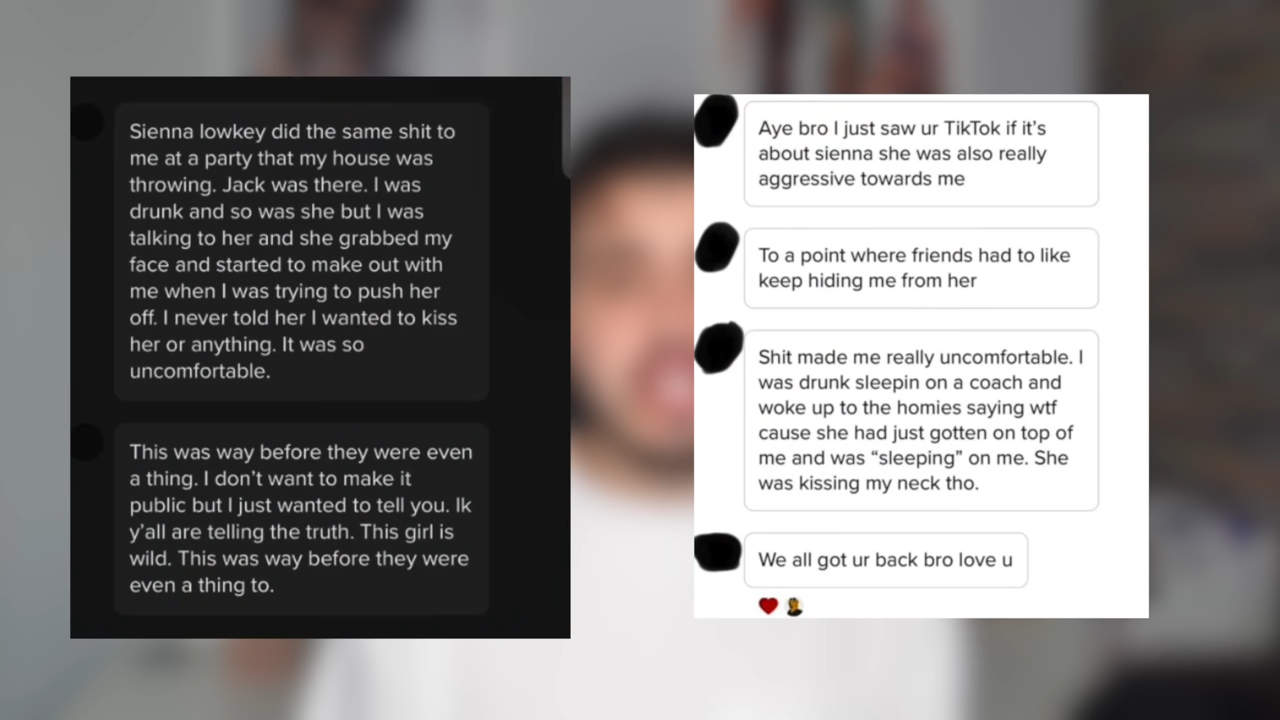 Sienna lowkey did the same shit to
me at a party that my house was
throwing. Jack was there. I was
drunk and so was she but I was
talking to her and she grabbed my
face and started to make out with
me when I was trying to push her
off. I never told her I wanted to kiss
her or anything. It was so
uncomfortable.
This was way before they were even
a thing. I don’t want to make it
public but I just wanted to tell you. Ik
y’all are telling the truth. This girl is
wild. This was way before they were
even a thing to.
Aye bro I just saw ur TikTok if it’s
about sienna she was also really
aggressive towards me
To a point where friends had to like
keep hiding me from her
Shit made me really uncomfortable. I
was drunk sleepin on a coach and
woke up to the homies saying wtf
cause she had just gotten on top of
me and was “sleeping” on me. She
was kissing my neck tho.
We all got ur back bro love u